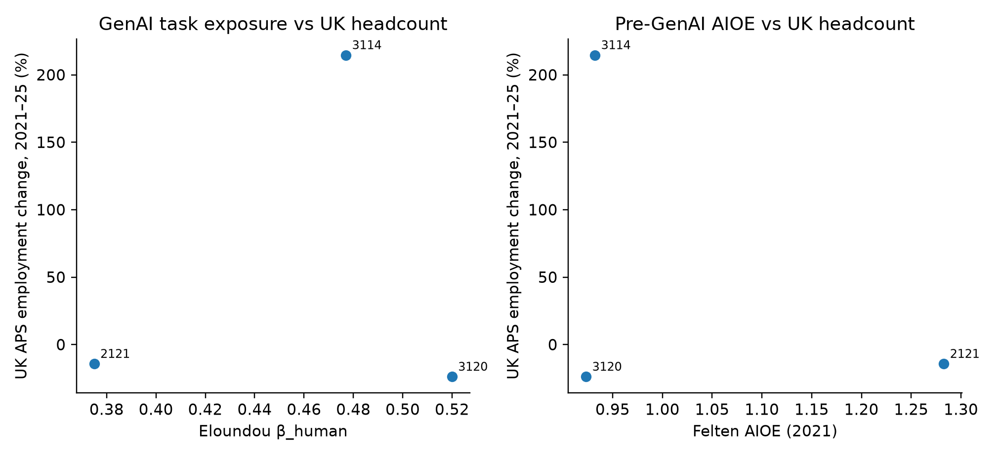 GenAI task exposure vs UK headcount
UK APS employment change, 2021–25 (%)
200
150
100
50
0
3114
2121
3120
0.38 0.40 0.42 0.44 0.46 0.48 0.50 0.52
Eloundou β_human
Pre-GenAI AIOE vs UK headcount
UK APS employment change, 2021–25 (%)
200
150
100
50
0
3114
2121
3120
0.95 1.00 1.05 1.10 1.15 1.20 1.25 1.30
Felten AIOE (2021)